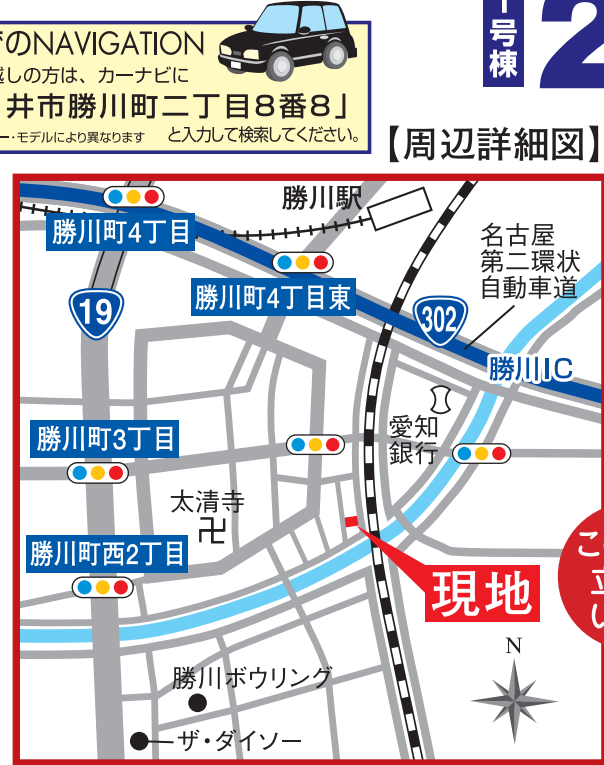 のNAVIGATION
越しの方は、カーナビに
井市勝川町二丁目8番8」
ー・モデルにより異なります と入力して検索してください。
号棟
2
【周辺詳細図】
勝川駅
勝川町4丁目
名古屋
第二環状
自動車道
勝川町4丁目東
19
302
勝川IC
愛知
銀行
勝川町3丁目
太清寺
勝川町西2丁目
現地
N
勝川ボウリング
ザ・ダイソー